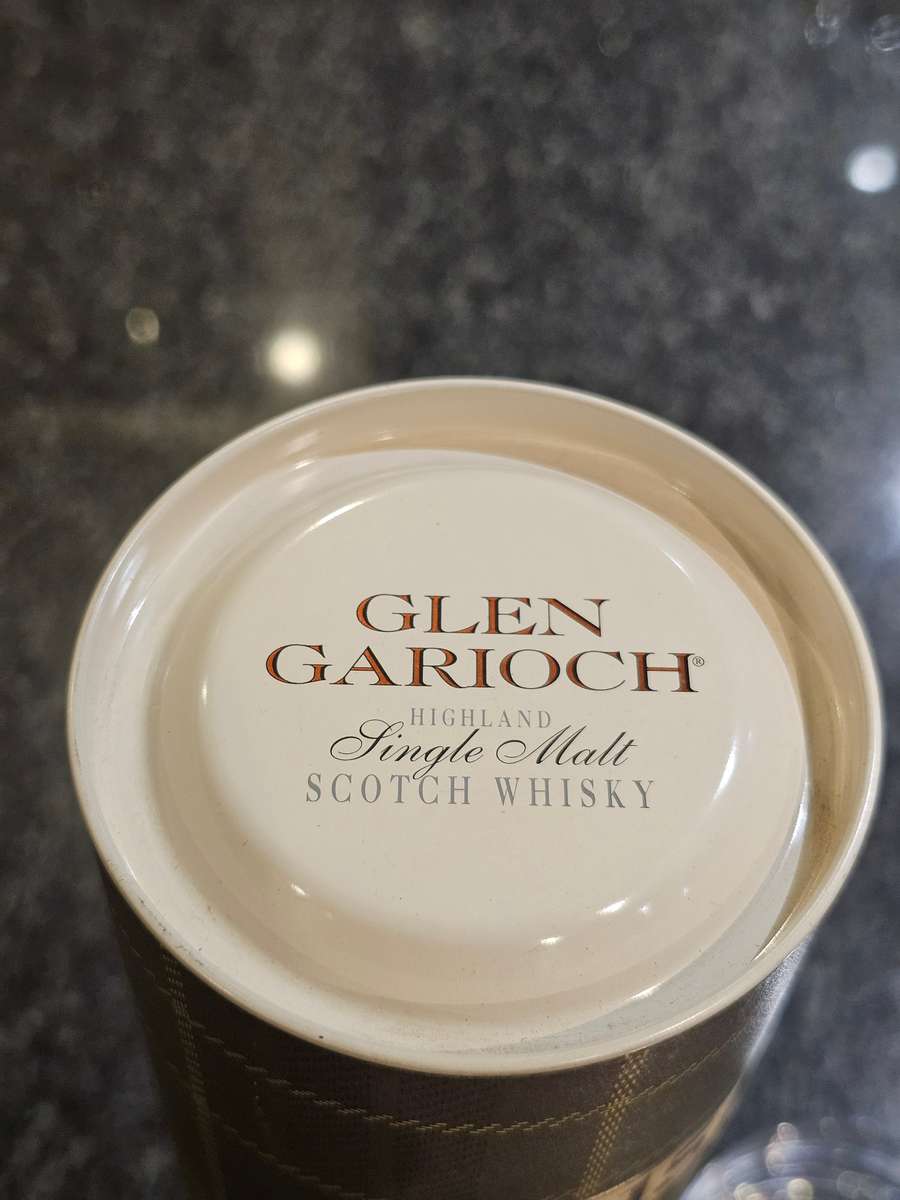 GLEN
GARIOCH®
HIGHLAND
Single Malt
SCOTCH WHISKY